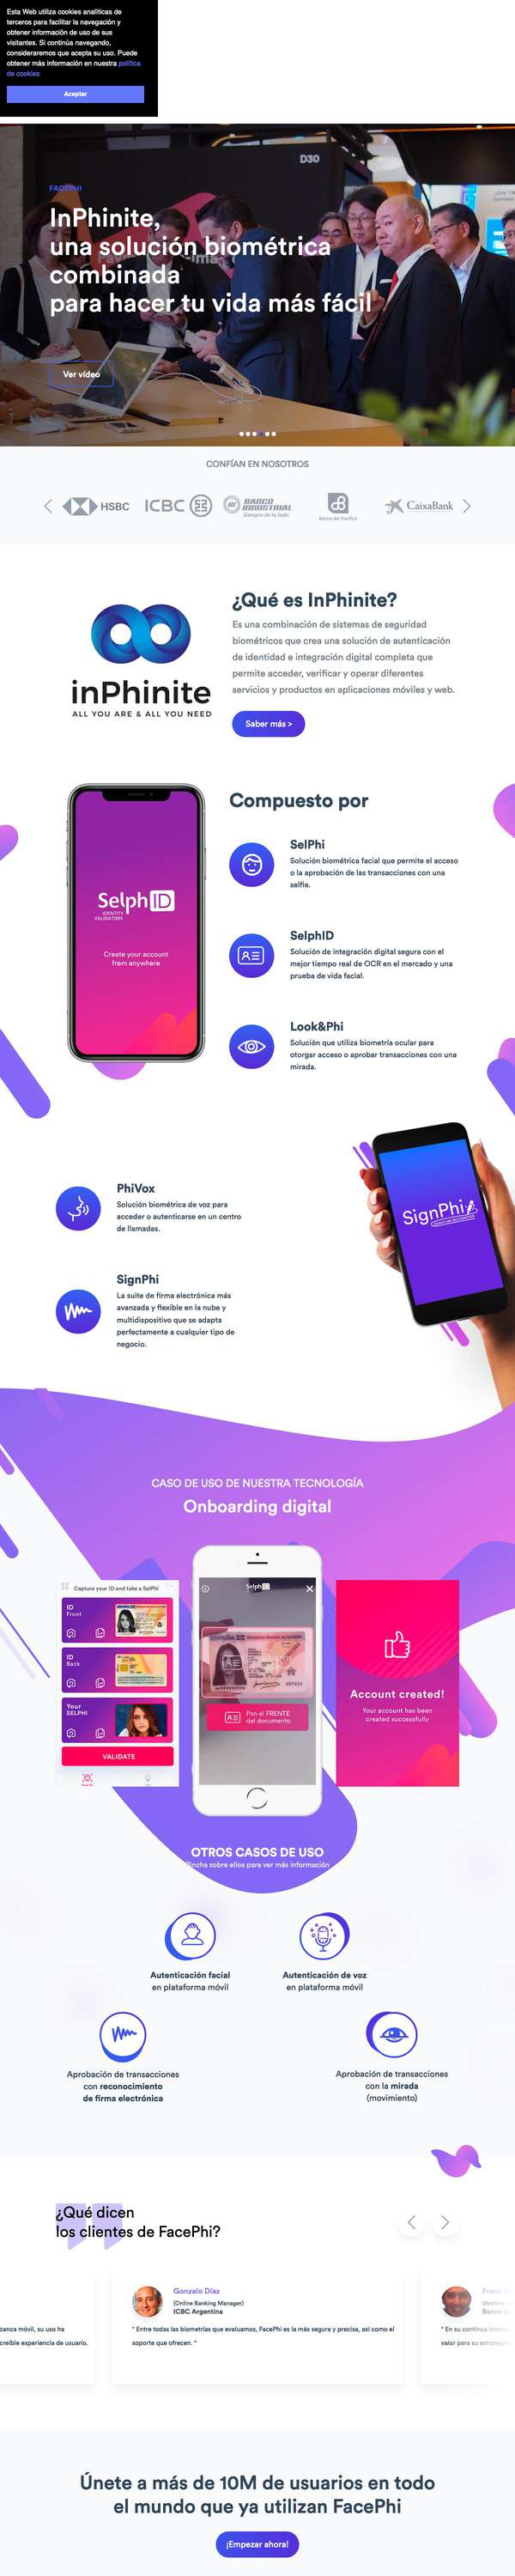 Esta Web utiliza cookies analíticas de
terceros para facilitar la navegación y
obtener información de uso de sus
visitantes. Si continúa navegando,
consideraremos que acepta su uso. Puede
obtener más información en nuestra política
de cookies
Aceptar
D30
FACEPHI
InPhinite,
una solución biométrica
combinada
para hacer tu vida más fácil
Ver vídeo
CONFÍAN EN NOSOTROS
HSBC
ICBC
BANCO INDUSTRIAL
Siempre de tu lado
Banco del Pacífico
CaixaBank
inPhinite
ALL YOU ARE & ALL YOU NEED
¿Qué es InPhinite?
Es una combinación de sistemas de seguridad
biométricos que crea una solución de autenticación
de identidad e integración digital completa que
permite acceder, verificar y operar diferentes
servicios y productos en aplicaciones móviles y web.
Saber más >
SelphID
IDENTITY
VALIDATION
Create your account
from anywhere
Compuesto por
SelPhi
Solución biométrica facial que permite el acceso
o la aprobación de las transacciones con una
selfie.
SelphID
Solución de integración digital segura con el
mejor tiempo real de OCR en el mercado y una
prueba de vida facial.
Look&Phi
Solución que utiliza biometría ocular para
otorgar acceso o aprobar transacciones con una
mirada.
PhiVox
Solución biométrica de voz para
acceder o autenticarse en un centro
de llamadas.
SignPhi
La suite de firma electrónica más
avanzada y flexible en la nube y
multidispositivo que se adapta
perfectamente a cualquier tipo de
negocio.
SignPhi
CASO DE USO DE NUESTRA TECNOLOGÍA
Onboarding digital
Capture your ID and take a SelPhi
ID
Front
ID
Back
Your
SELPHI
VALIDATE
SelphID
Pon el FRENTE
del documento
Account created!
Your account has been
created successfully
OTROS CASOS DE USO
Pincha sobre ellos para ver más información
Autenticación facial
en plataforma móvil
Autenticación de voz
en plataforma móvil
Aprobación de transacciones
con reconocimiento
de firma electrónica
Aprobación de transacciones
con la mirada
(movimiento)
¿Qué dicen
los clientes de FacePhi?
banca móvil, su uso ha
creíble experiencia de usuario.
Gonzalo Díaz
(Online Banking Manager)
ICBC Argentina
" Entre todas las biometrías que evaluamos, FacePhi es la más segura y precisa, así como el
soporte que ofrecen. "
" En su continua
valor para su estrategia
Únete a más de 10M de usuarios en todo
el mundo que ya utilizan FacePhi
¡Empezar ahora!